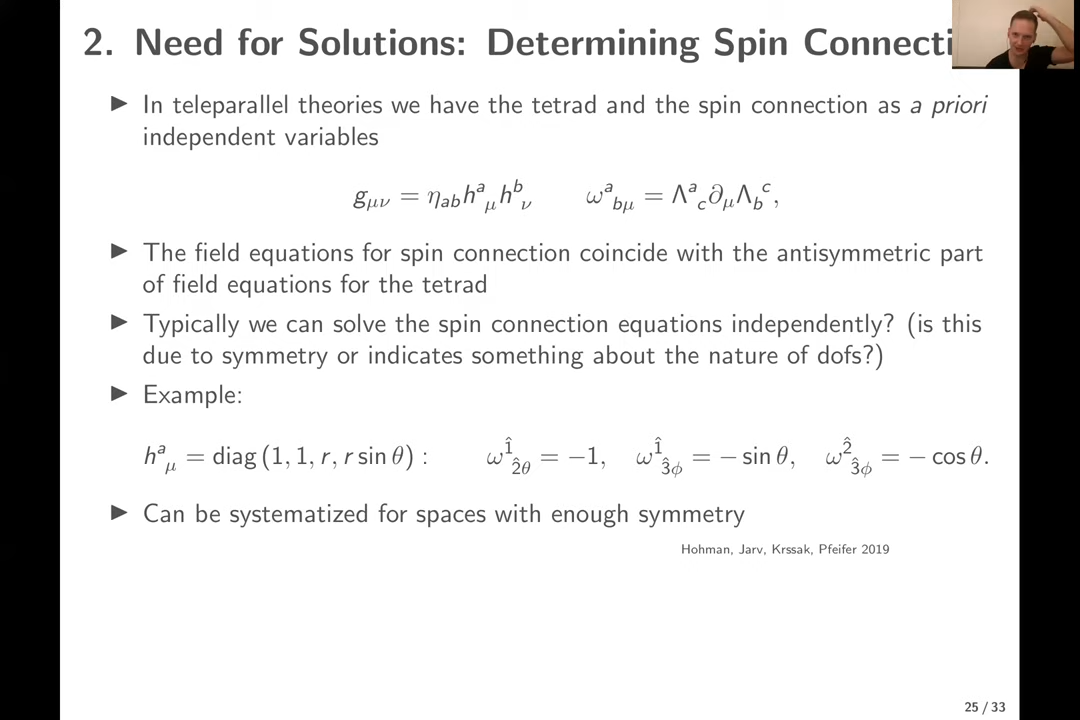 2. Need for Solutions: Determining Spin Connecti
▶ In teleparallel theories we have the tetrad and the spin connection as a priori
independent variables
g_{μν} = η_{ab}h^a_μ h^b_ν    ω^a_{bμ} = Λ^a_c ∂_μ Λ_b^c,
▶ The field equations for spin connection coincide with the antisymmetric part
of field equations for the tetrad
▶ Typically we can solve the spin connection equations independently? (is this
due to symmetry or indicates something about the nature of dofs?)
▶ Example:
h^a_μ = diag (1, 1, r, r sin θ) :    ω^{1̂}_{2̂θ} = −1,  ω^{1̂}_{3̂ϕ} = − sin θ,  ω^{2̂}_{3̂ϕ} = − cos θ.
▶ Can be systematized for spaces with enough symmetry
Hohman, Jarv, Krssak, Pfeifer 2019
25 / 33